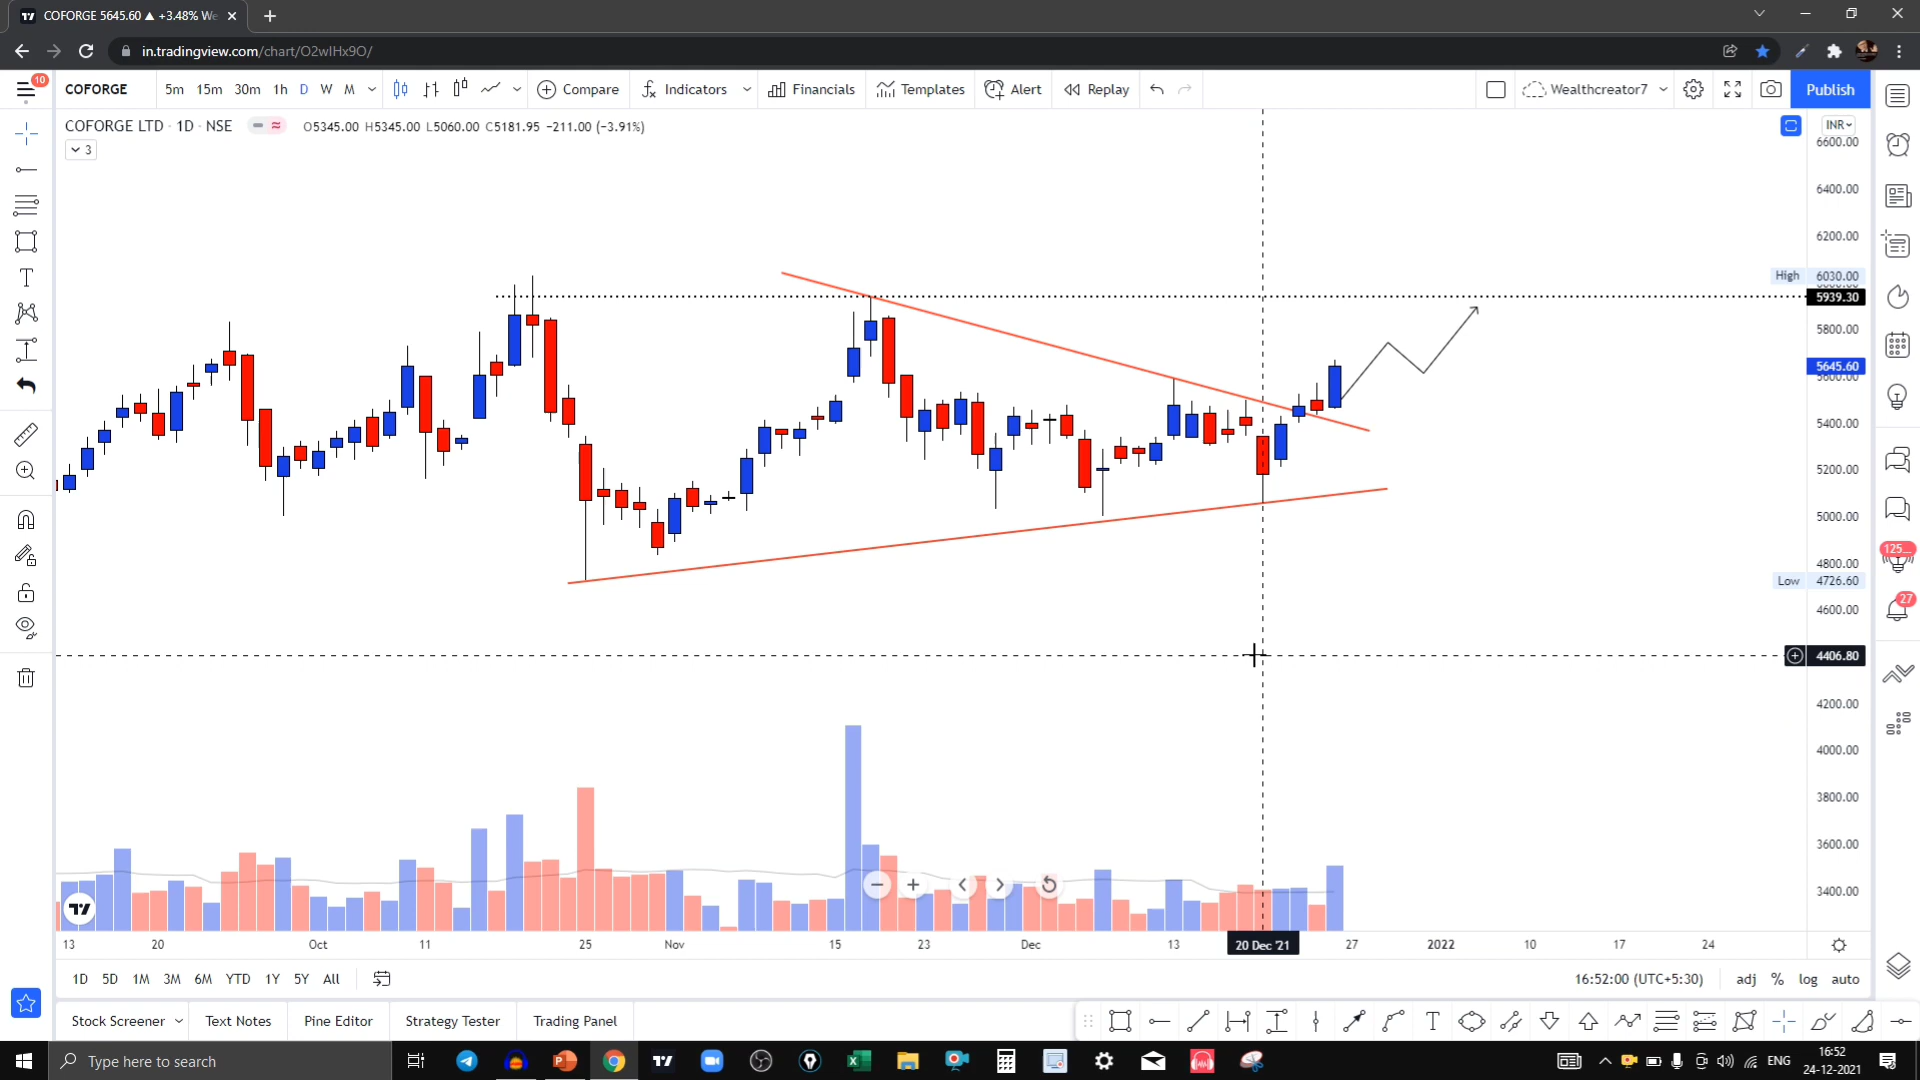 COFORGE 5645.60 ▲ +3.48% We
in.tradingview.com/chart/O2wlHx9O/
10
COFORGE 5m 15m 30m 1h D W M Compare Indicators Financials Templates Alert Replay Wealthcreator7 Publish
COFORGE LTD · 1D · NSE O5345.00 H5345.00 L5060.00 C5181.95 −211.00 (−3.91%)
INR
3
6600.00
6400.00
6200.00
High 6030.00
5939.30
5800.00
5645.60
5600.00
5400.00
5200.00
5000.00
125
4800.00
Low 4726.60
27
4600.00
4406.80
4200.00
4000.00
3800.00
3600.00
3400.00
13 20 Oct 11 25 Nov 15 23 Dec 13 20 Dec '21 27 2022 10 17 24
1D 5D 1M 3M 6M YTD 1Y 5Y All 16:52:00 (UTC+5:30) adj % log auto
Stock Screener Text Notes Pine Editor Strategy Tester Trading Panel
Type here to search
ENG
16:52
24-12-2021